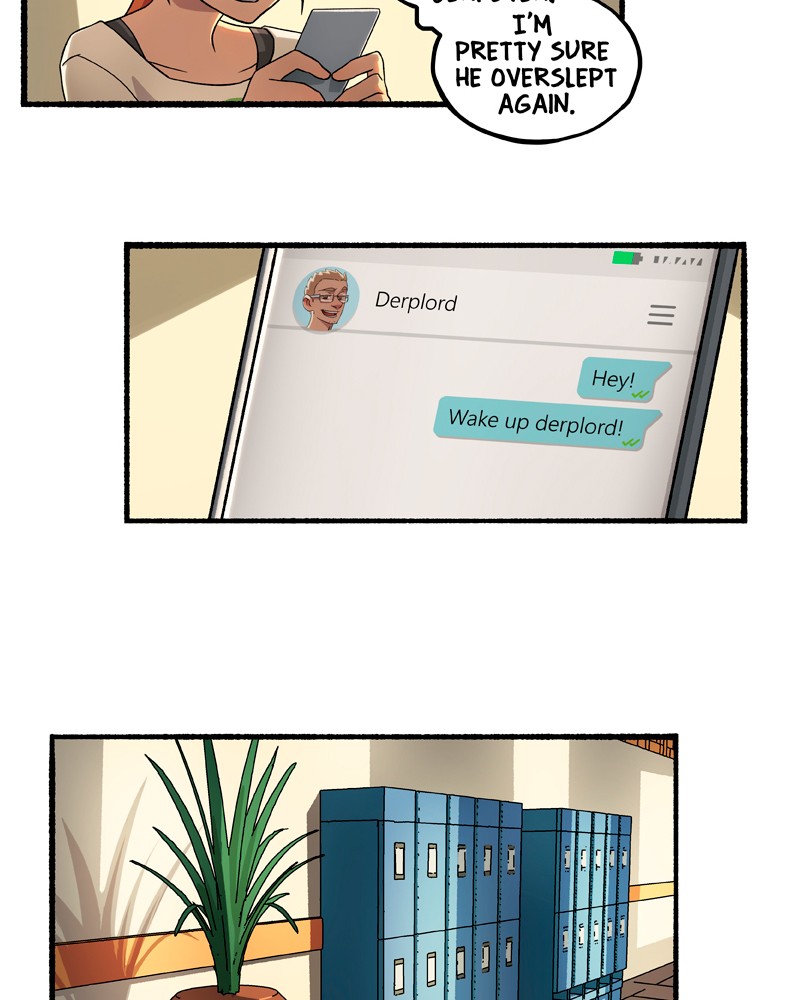 I'M
PRETTY SURE
HE OVERSLEPT
AGAIN.
Derplord
Hey!
Wake up derplord!